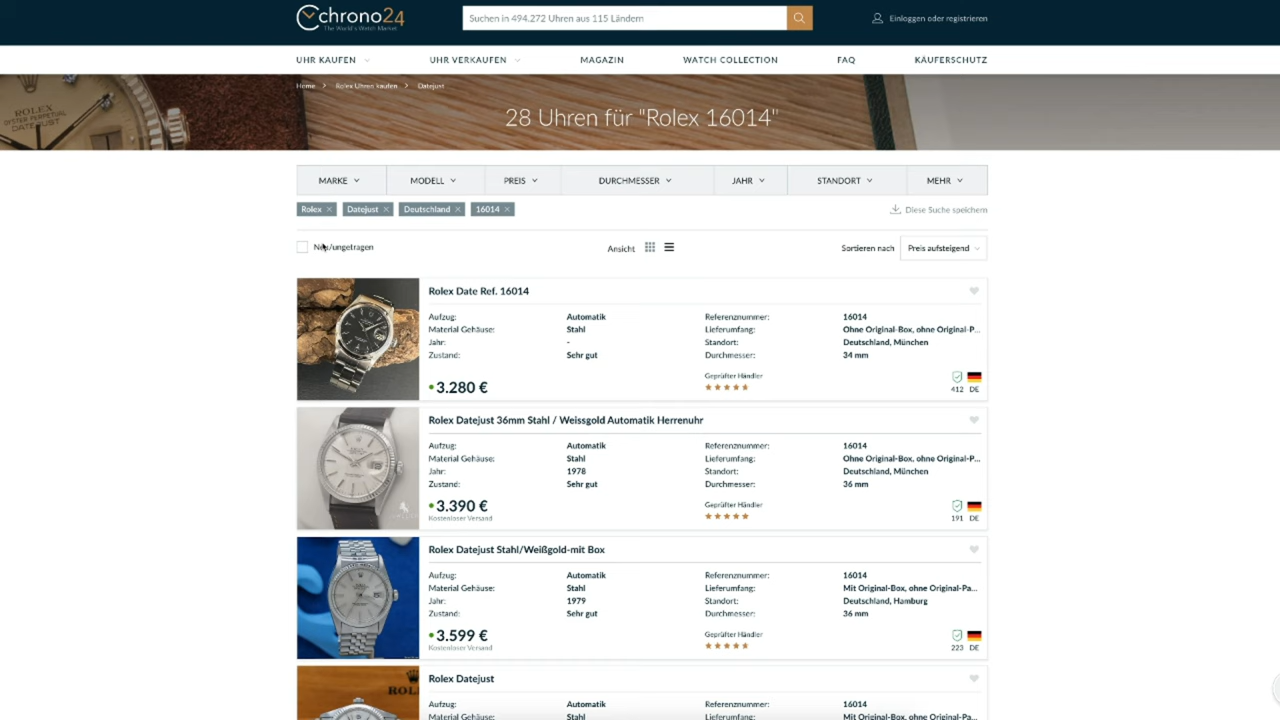 chrono24
The World's Watch Market
Suchen in 494.272 Uhren aus 115 Ländern
Einloggen oder registrieren
UHR KAUFEN UHR VERKAUFEN MAGAZIN WATCH COLLECTION FAQ KÄUFERSCHUTZ
Home > Rolex Uhren kaufen > Datejust
ROLEX
OYSTER PERPETUAL
DATEJUST
28 Uhren für "Rolex 16014"
MARKE MODELL PREIS DURCHMESSER JAHR STANDORT MEHR
Rolex × Datejust × Deutschland × 16014 ×
Diese Suche speichern
Neu/ungetragen
Ansicht
Sortieren nach Preis aufsteigend
Rolex Date Ref. 16014
Aufzug: Automatik Referenznummer: 16014
Material Gehäuse: Stahl Lieferumfang: Ohne Original-Box, ohne Original-P...
Jahr: - Standort: Deutschland, München
Zustand: Sehr gut Durchmesser: 34 mm
Geprüfter Händler
3.280 €
412 DE
Rolex Datejust 36mm Stahl / Weissgold Automatik Herrenuhr
Aufzug: Automatik Referenznummer: 16014
Material Gehäuse: Stahl Lieferumfang: Ohne Original-Box, ohne Original-P...
Jahr: 1978 Standort: Deutschland, München
Zustand: Sehr gut Durchmesser: 36 mm
Geprüfter Händler
3.390 €
Kostenloser Versand
191 DE
Rolex Datejust Stahl/Weißgold-mit Box
Aufzug: Automatik Referenznummer: 16014
Material Gehäuse: Stahl Lieferumfang: Mit Original-Box, ohne Original-Pa...
Jahr: 1979 Standort: Deutschland, Hamburg
Zustand: Sehr gut Durchmesser: 36 mm
Geprüfter Händler
3.599 €
Kostenloser Versand
223 DE
Rolex Datejust
Aufzug: Automatik Referenznummer: 16014
Material Gehäuse: Stahl Lieferumfang: Mit Original-Box, ohne Original-Pa...